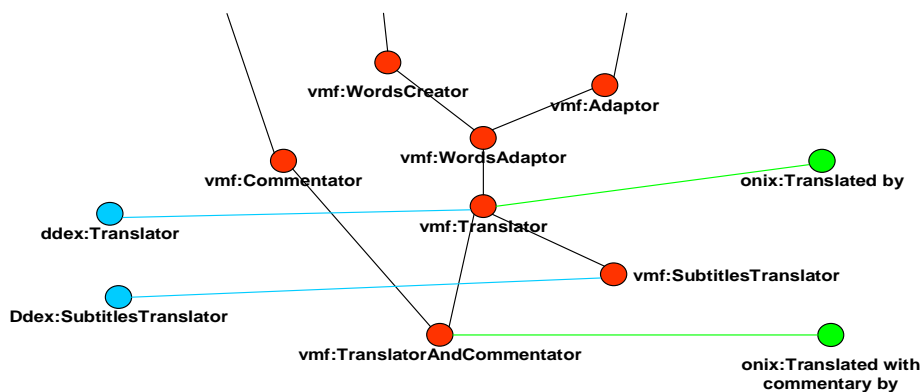 vmf:WordsCreator
vmf:Adaptor
vmf:WordsAdaptor
vmf:Commentator
onix:Translated by
ddex:Translator
vmf:Translator
vmf:SubtitlesTranslator
Ddex:SubtitlesTranslator
vmf:TranslatorAndCommentator
onix:Translated with
commentary by